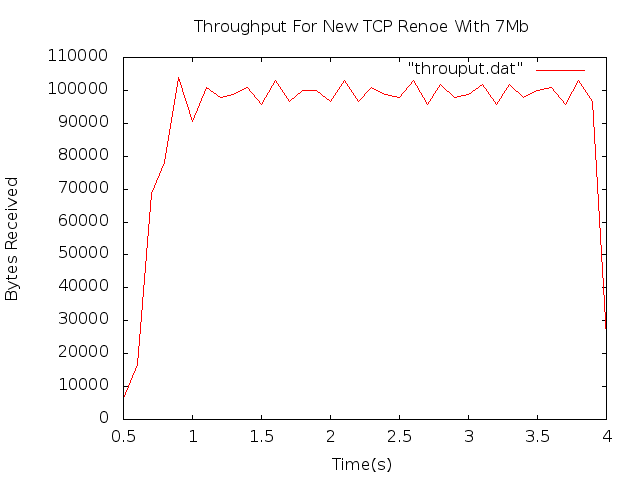 Throughput For New TCP Renoe With 7Mb
"throuput.dat"
110000
100000
90000
80000
70000
60000
50000
40000
30000
20000
10000
0
Bytes Received
0.5 1 1.5 2 2.5 3 3.5 4
Time(s)